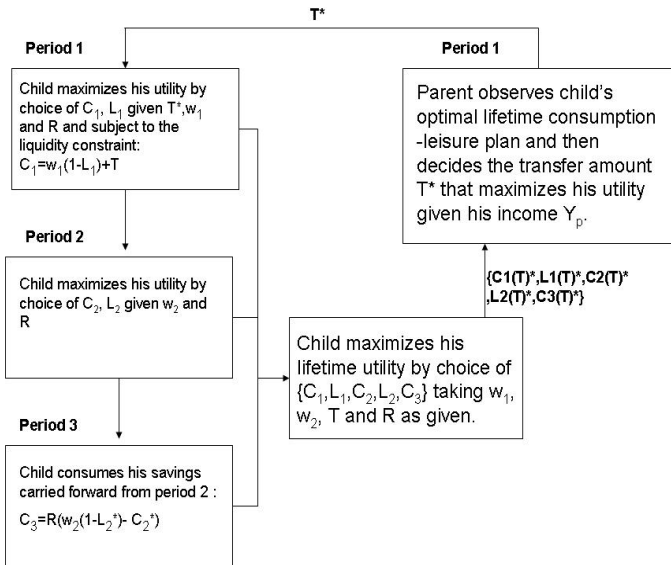 T*
Period 1
Child maximizes his utility by
choice of C₁, L₁ given T*,w₁
and R and subject to the
liquidity constraint:
C₁=w₁(1-L₁)+T
Period 2
Child maximizes his utility by
choice of C₂, L₂ given w₂ and
R
Period 3
Child consumes his savings
carried forward from period 2 :
C₃=R(w₂(1-L₂*)- C₂*)
Child maximizes his
lifetime utility by choice of
{C₁,L₁,C₂,L₂,C₃} taking w₁,
w₂, T and R as given.
{C1(T)*,L1(T)*,C2(T)*
,L2(T)*,C3(T)*}
Period 1
Parent observes child's
optimal lifetime consumption
-leisure plan and then
decides the transfer amount
T* that maximizes his utility
given his income Yₚ.